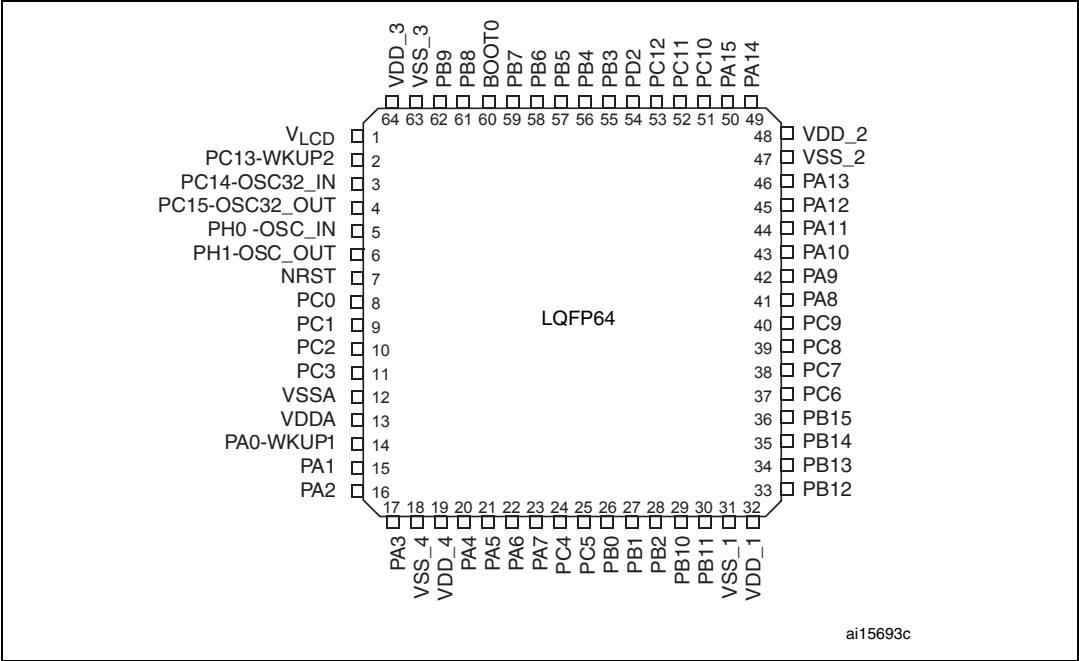 VDD_3
VSS_3
PB9
PB8
BOOT0
PB7
PB6
PB5
PB4
PB3
PD2
PC12
PC11
PC10
PA15
PA14
64 63 62 61 60 59 58 57 56 55 54 53 52 51 50 49
VLCD 1
PC13-WKUP2 2
PC14-OSC32_IN 3
PC15-OSC32_OUT 4
PH0 -OSC_IN 5
PH1-OSC_OUT 6
NRST 7
PC0 8
PC1 9
PC2 10
PC3 11
VSSA 12
VDDA 13
PA0-WKUP1 14
PA1 15
PA2 16
LQFP64
48 VDD_2
47 VSS_2
46 PA13
45 PA12
44 PA11
43 PA10
42 PA9
41 PA8
40 PC9
39 PC8
38 PC7
37 PC6
36 PB15
35 PB14
34 PB13
33 PB12
17 18 19 20 21 22 23 24 25 26 27 28 29 30 31 32
PA3
VSS_4
VDD_4
PA4
PA5
PA6
PA7
PC4
PC5
PB0
PB1
PB2
PB10
PB11
VSS_1
VDD_1
ai15693c